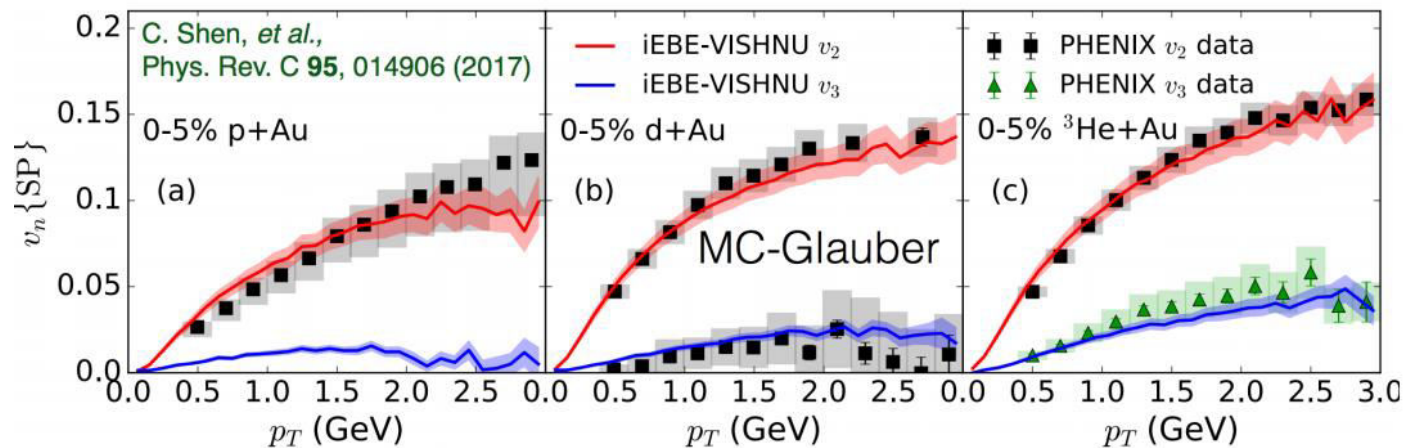 C. Shen, et al.,
Phys. Rev. C 95, 014906 (2017)
0-5% p+Au
(a)
iEBE-VISHNU v₂
iEBE-VISHNU v₃
0-5% d+Au
(b)
MC-Glauber
PHENIX v₂ data
PHENIX v₃ data
0-5% ³He+Au
(c)
vₙ{SP}
0.2
0.15
0.10
0.05
0.0
0.0 0.5 1.0 1.5 2.0 2.5 0.0 0.5 1.0 1.5 2.0 2.5 0.0 0.5 1.0 1.5 2.0 2.5 3.0
p_T (GeV) p_T (GeV) p_T (GeV)